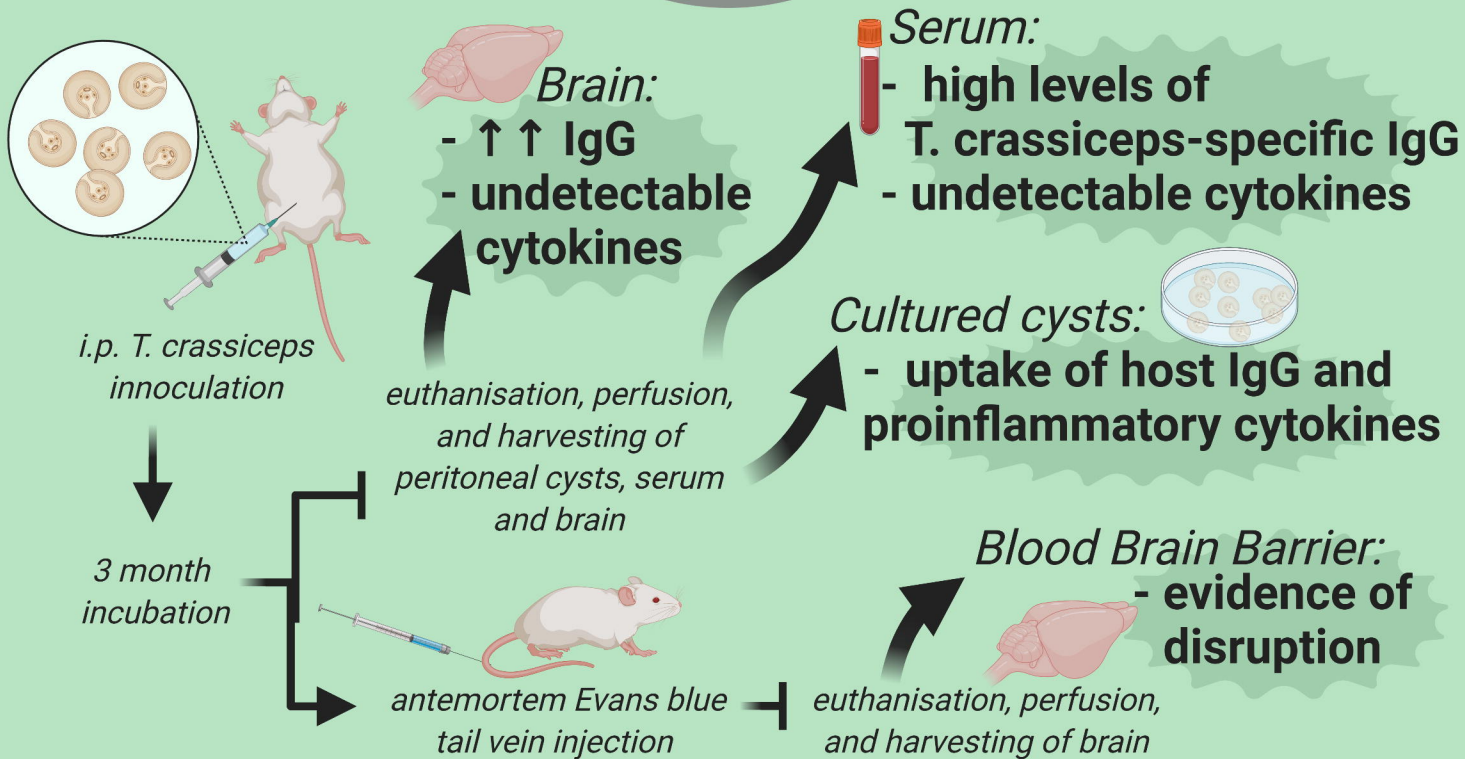 Brain:
- ↑ ↑ IgG
- undetectable
cytokines
Serum:
- high levels of
T. crassiceps-specific IgG
- undetectable cytokines
i.p. T. crassiceps
innoculation
euthanisation, perfusion,
and harvesting of
peritoneal cysts, serum
and brain
Cultured cysts:
- uptake of host IgG and
proinflammatory cytokines
3 month
incubation
antemortem Evans blue
tail vein injection
euthanisation, perfusion,
and harvesting of brain
Blood Brain Barrier:
- evidence of
disruption